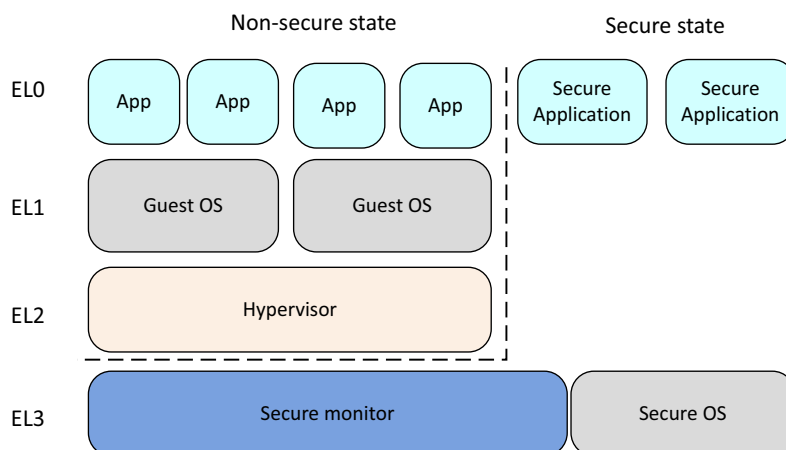 Non-secure state
Secure state
EL0
App
App
App
App
Secure
Application
Secure
Application
EL1
Guest OS
Guest OS
EL2
Hypervisor
EL3
Secure monitor
Secure OS